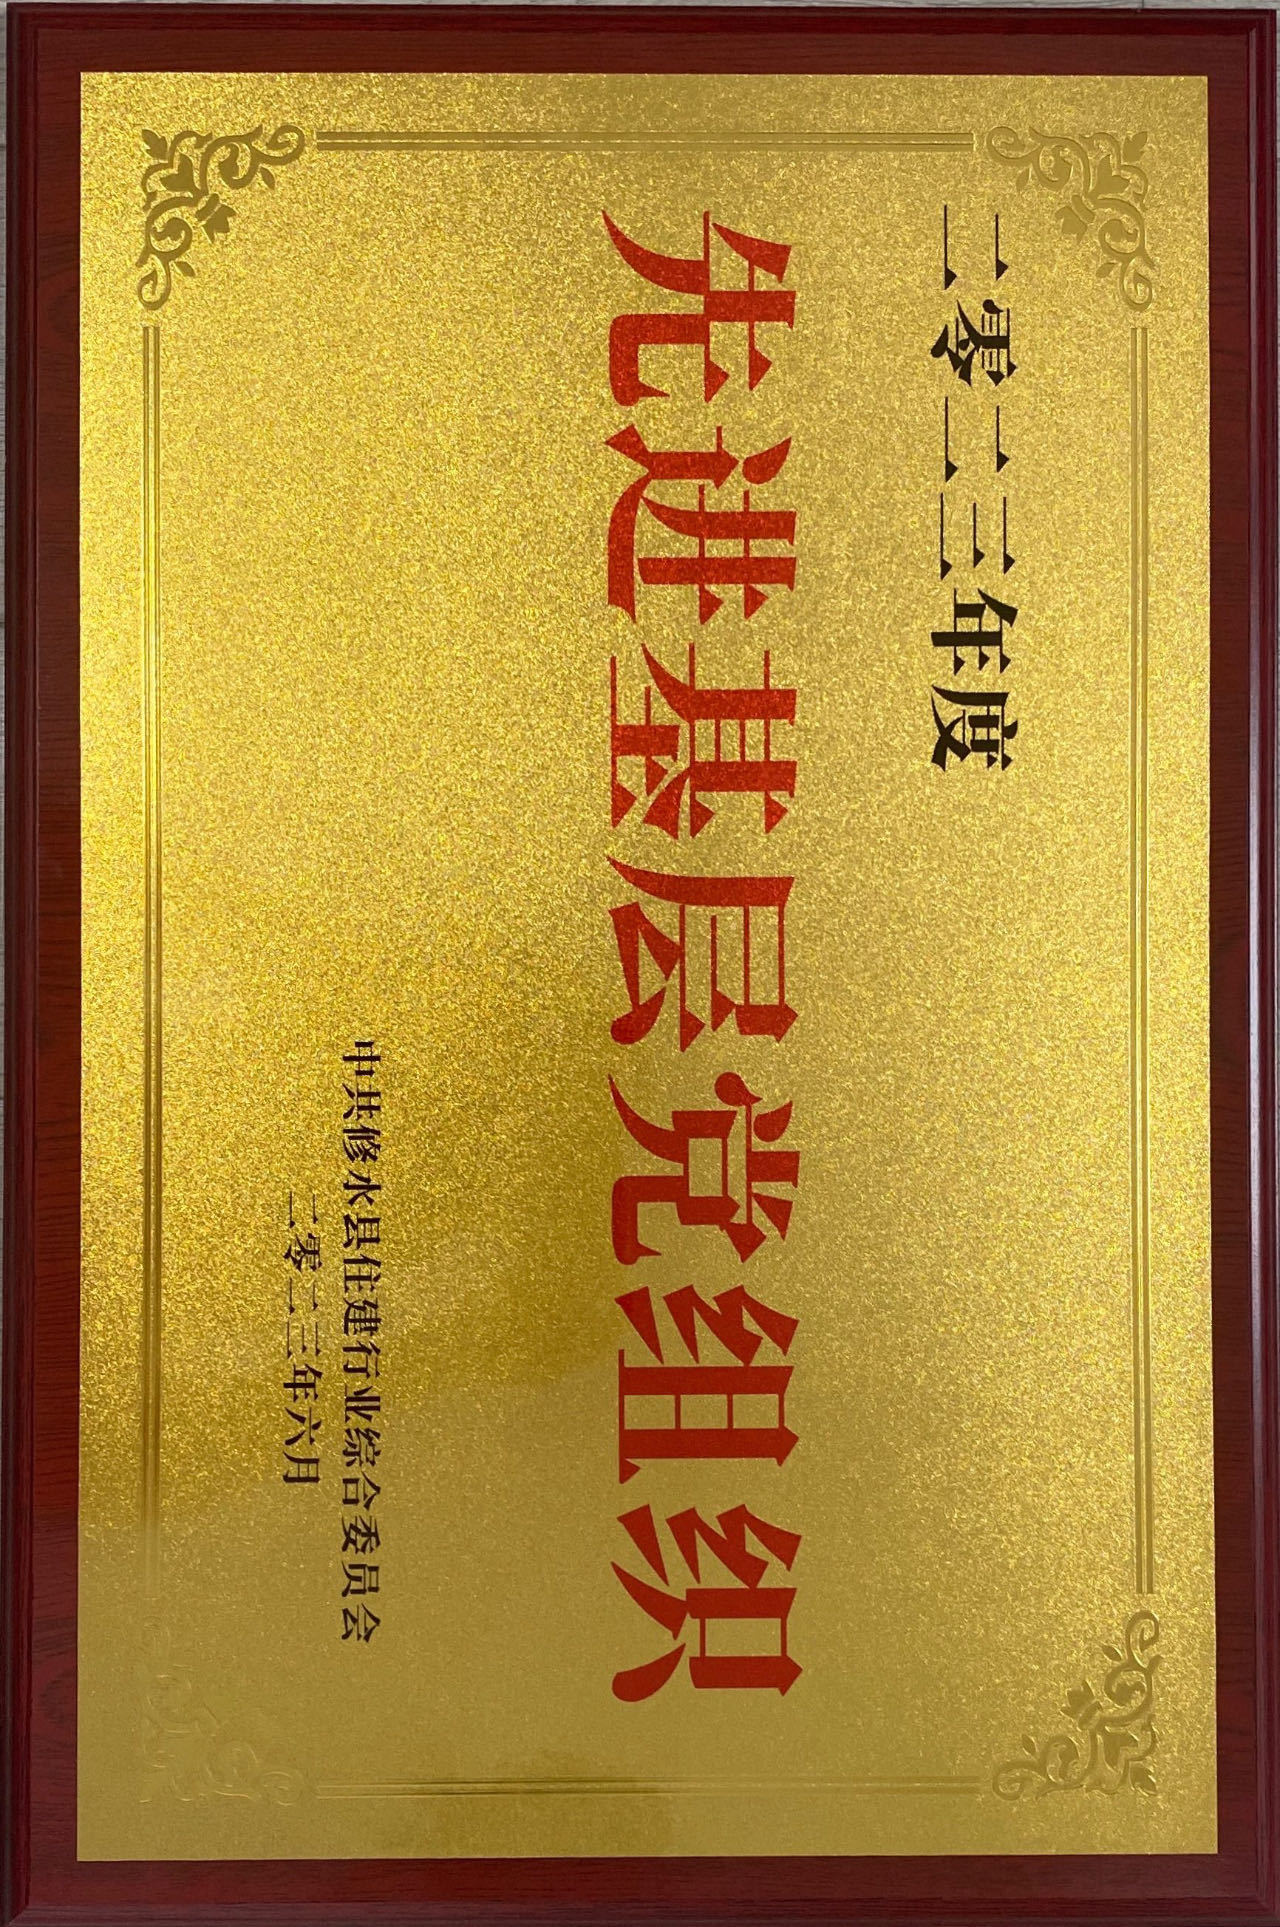 二零二三年度
先进基层党组织
中共修水县住建行业综合委员会
二零二三年六月